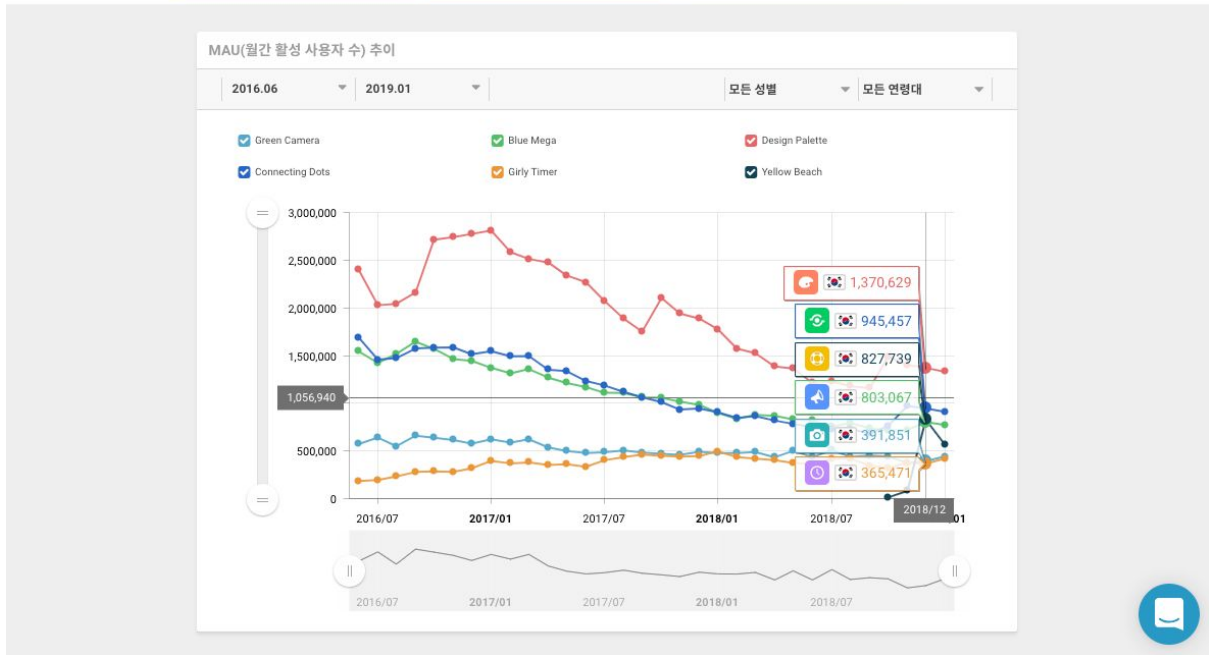 MAU(월간 활성 사용자 수) 추이
2016.06 2019.01 모든 성별 모든 연령대
Green Camera Blue Mega Design Palette
Connecting Dots Girly Timer Yellow Beach
3,000,000
2,500,000
1,370,629
2,000,000
945,457
1,500,000
827,739
1,056,940
803,067
391,851
500,000
365,471
0
2018/12
2016/07 2017/01 2017/07 2018/01 2018/07 01
2016/07 2017/01 2017/07 2018/01 2018/07